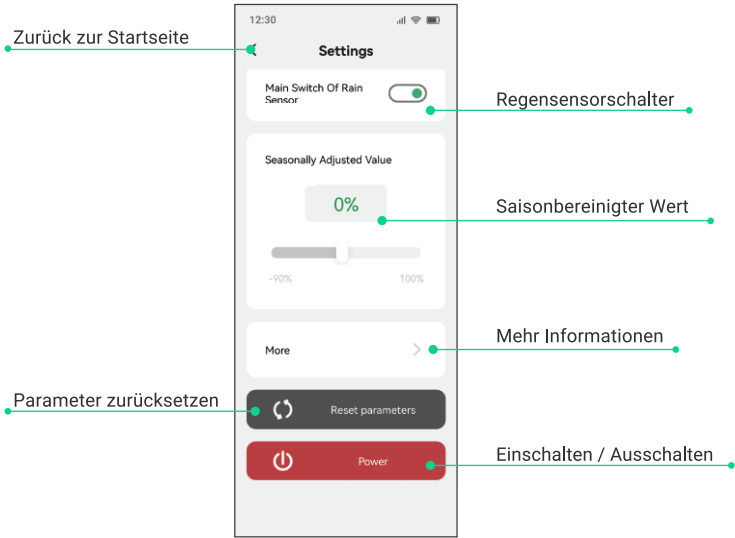 12:30
Zurück zur Startseite
Settings
Main Switch Of Rain
Sensor
Regensensorschalter
Seasonally Adjusted Value
0%
Saisonbereinigter Wert
-90%
100%
Mehr Informationen
More
Parameter zurücksetzen
Reset parameters
Einschalten / Ausschalten
Power